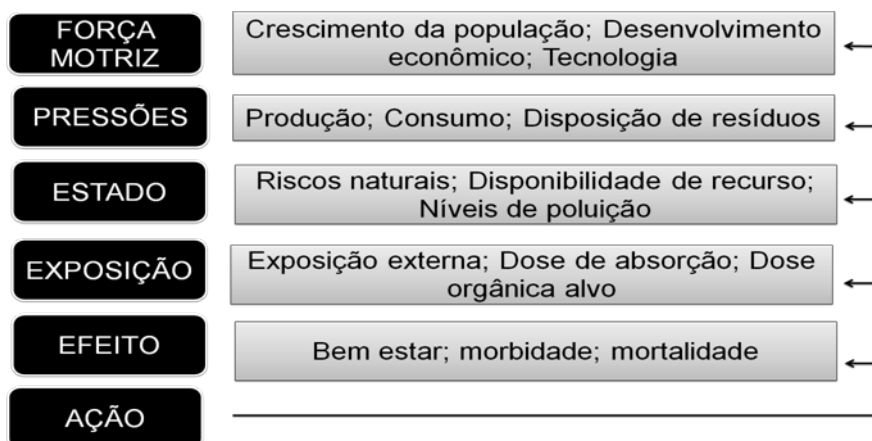 FORÇA
MOTRIZ
Crescimento da população; Desenvolvimento
econômico; Tecnologia
PRESSÕES
Produção; Consumo; Disposição de resíduos
ESTADO
Riscos naturais; Disponibilidade de recurso;
Níveis de poluição
EXPOSIÇÃO
Exposição externa; Dose de absorção; Dose
orgânica alvo
EFEITO
Bem estar; morbidade; mortalidade
AÇÃO